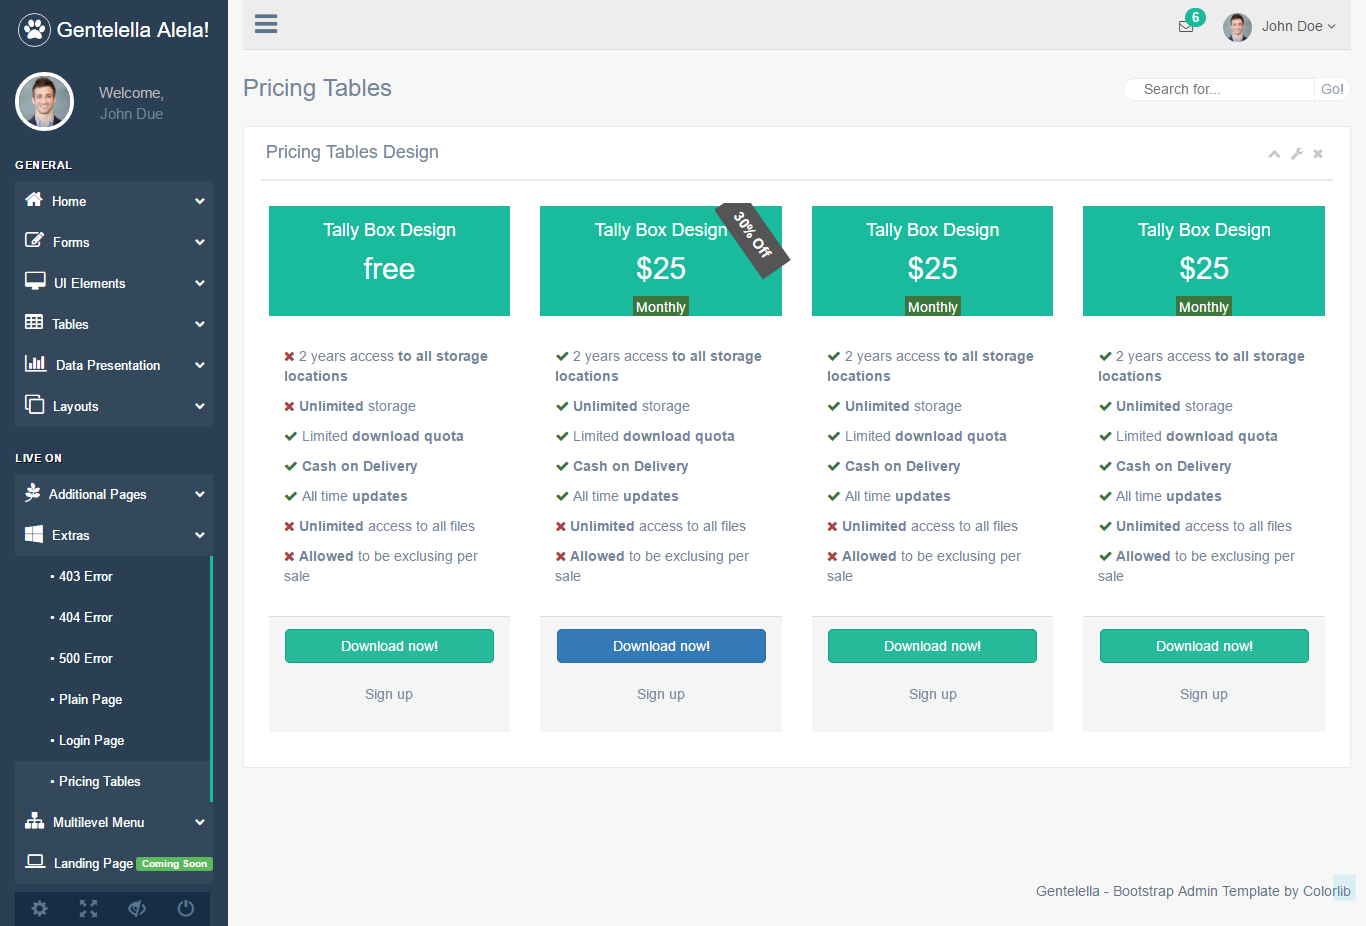 Gentelella Alela!
Welcome,
John Due
GENERAL
Home
Forms
UI Elements
Tables
Data Presentation
Layouts
LIVE ON
Additional Pages
Extras
• 403 Error
• 404 Error
• 500 Error
• Plain Page
• Login Page
• Pricing Tables
Multilevel Menu
Landing Page Coming Soon
6
John Doe
Pricing Tables
Search for... Go!
Pricing Tables Design
Tally Box Design
free
2 years access to all storage
locations
Unlimited storage
Limited download quota
Cash on Delivery
All time updates
Unlimited access to all files
Allowed to be exclusing per
sale
Download now!
Sign up
Tally Box Design
30% Off
$25
Monthly
2 years access to all storage
locations
Unlimited storage
Limited download quota
Cash on Delivery
All time updates
Unlimited access to all files
Allowed to be exclusing per
sale
Download now!
Sign up
Tally Box Design
$25
Monthly
2 years access to all storage
locations
Unlimited storage
Limited download quota
Cash on Delivery
All time updates
Unlimited access to all files
Allowed to be exclusing per
sale
Download now!
Sign up
Tally Box Design
$25
Monthly
2 years access to all storage
locations
Unlimited storage
Limited download quota
Cash on Delivery
All time updates
Unlimited access to all files
Allowed to be exclusing per
sale
Download now!
Sign up
Gentelella - Bootstrap Admin Template by Colorlib